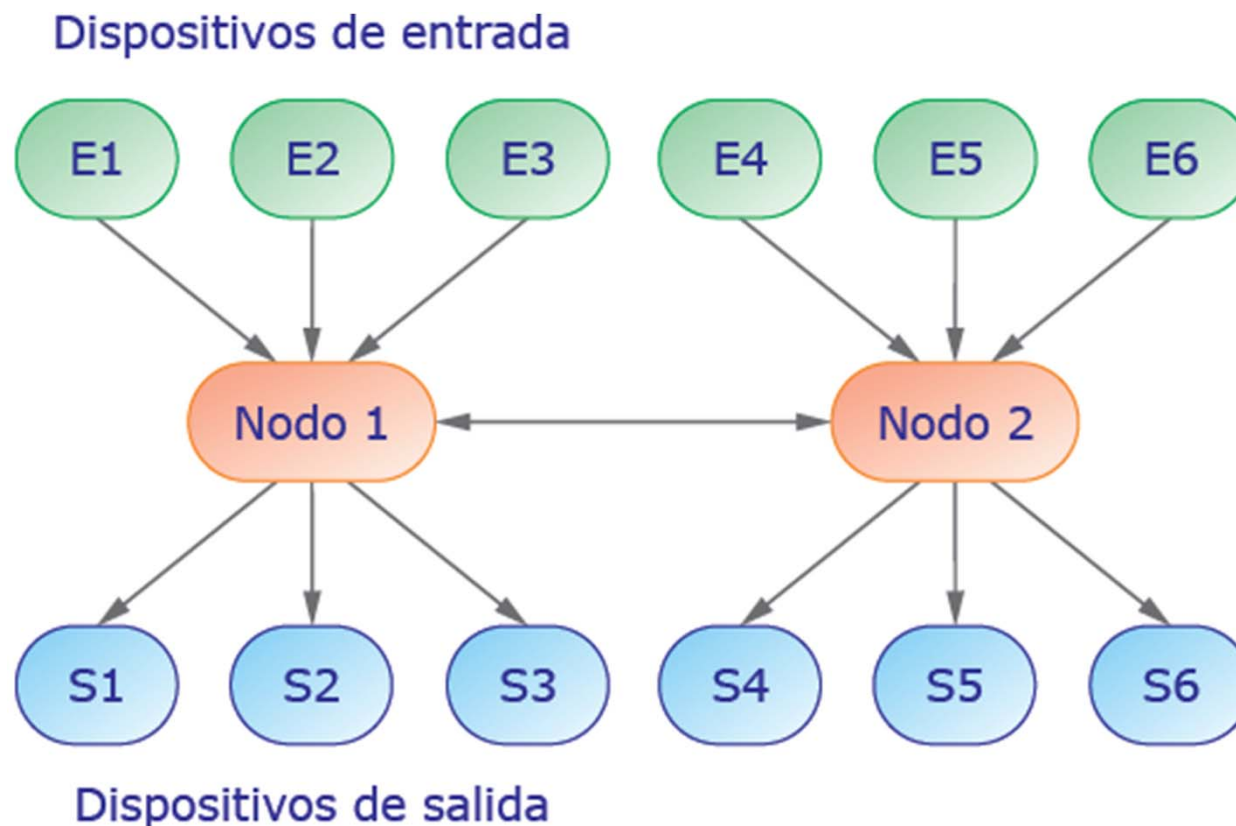 Dispositivos de entrada
E1 E2 E3 E4 E5 E6
Nodo 1 Nodo 2
S1 S2 S3 S4 S5 S6
Dispositivos de salida